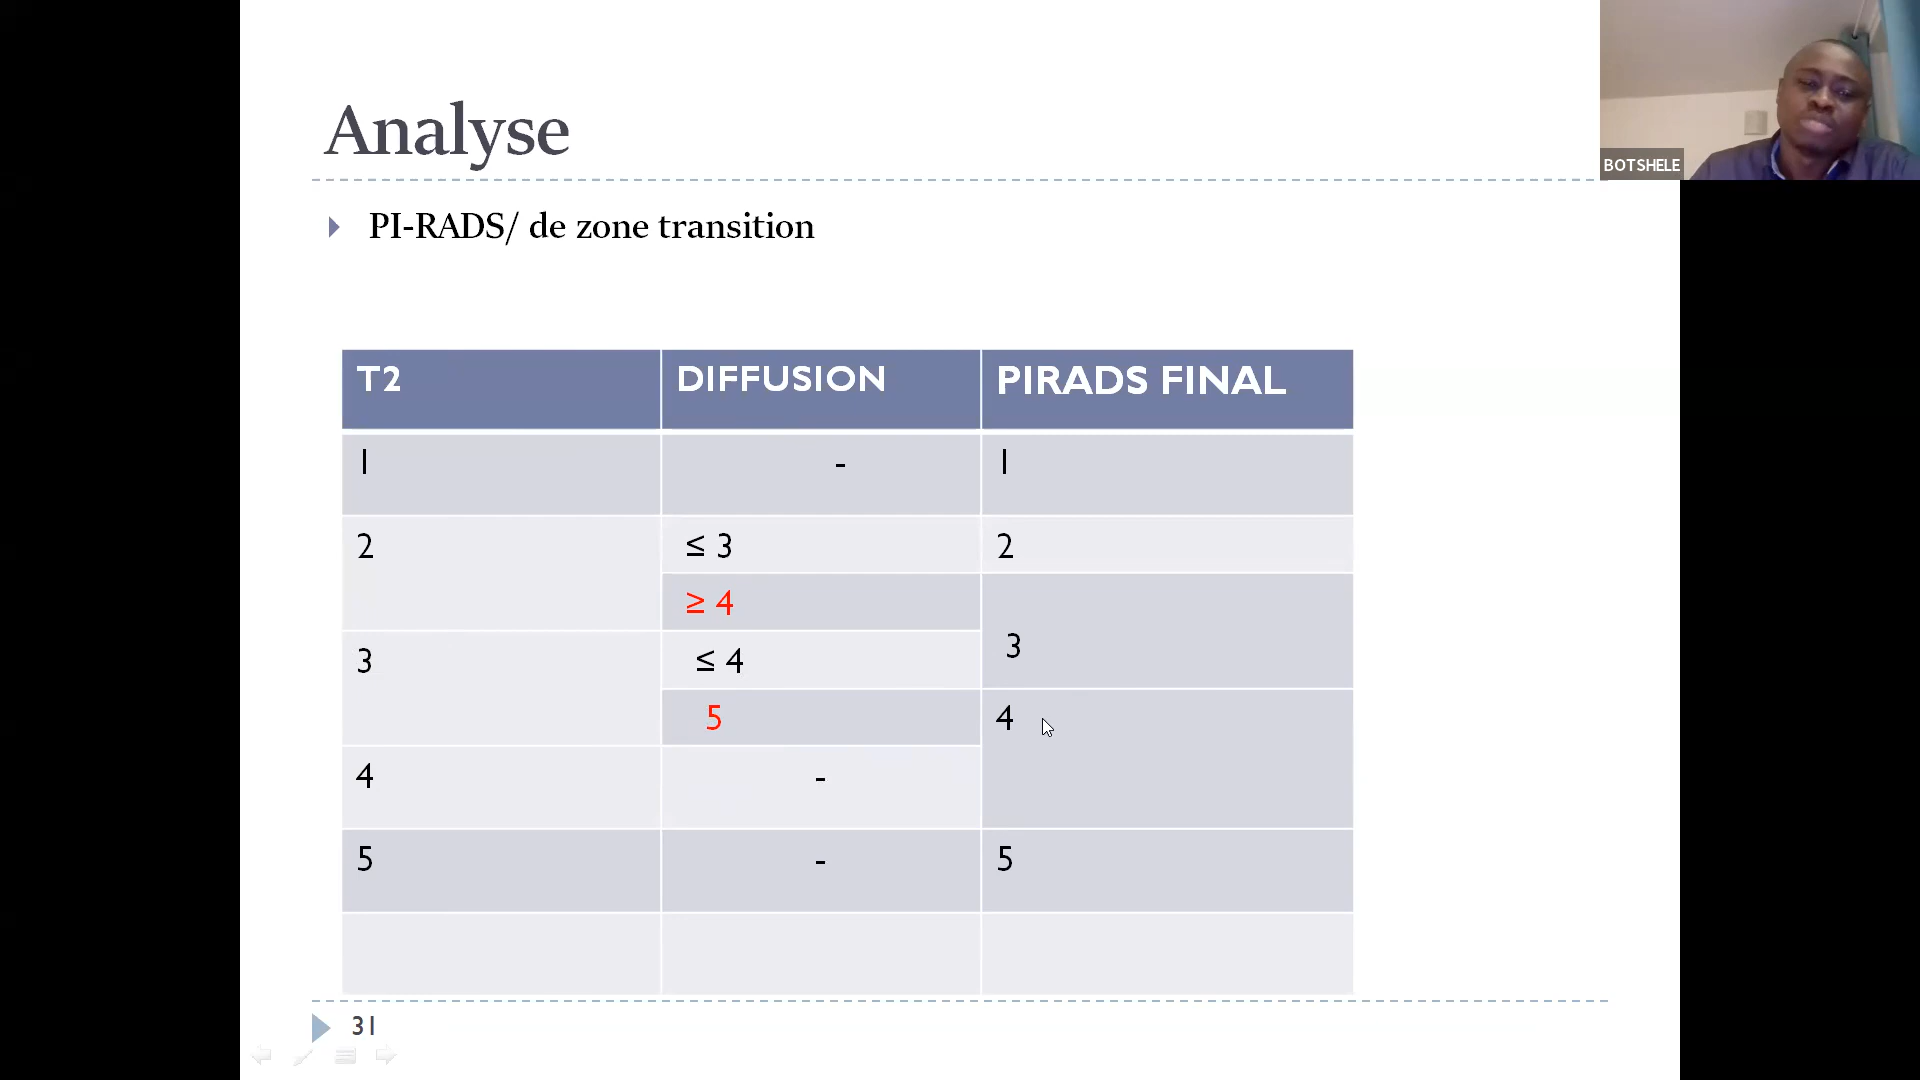 Analyse
BOTSHELE
PI-RADS/ de zone transition
T2 DIFFUSION PIRADS FINAL
1 - 1
2 ≤ 3 2
≥ 4
3 ≤ 4 3
5 4
4 -
5 - 5
31